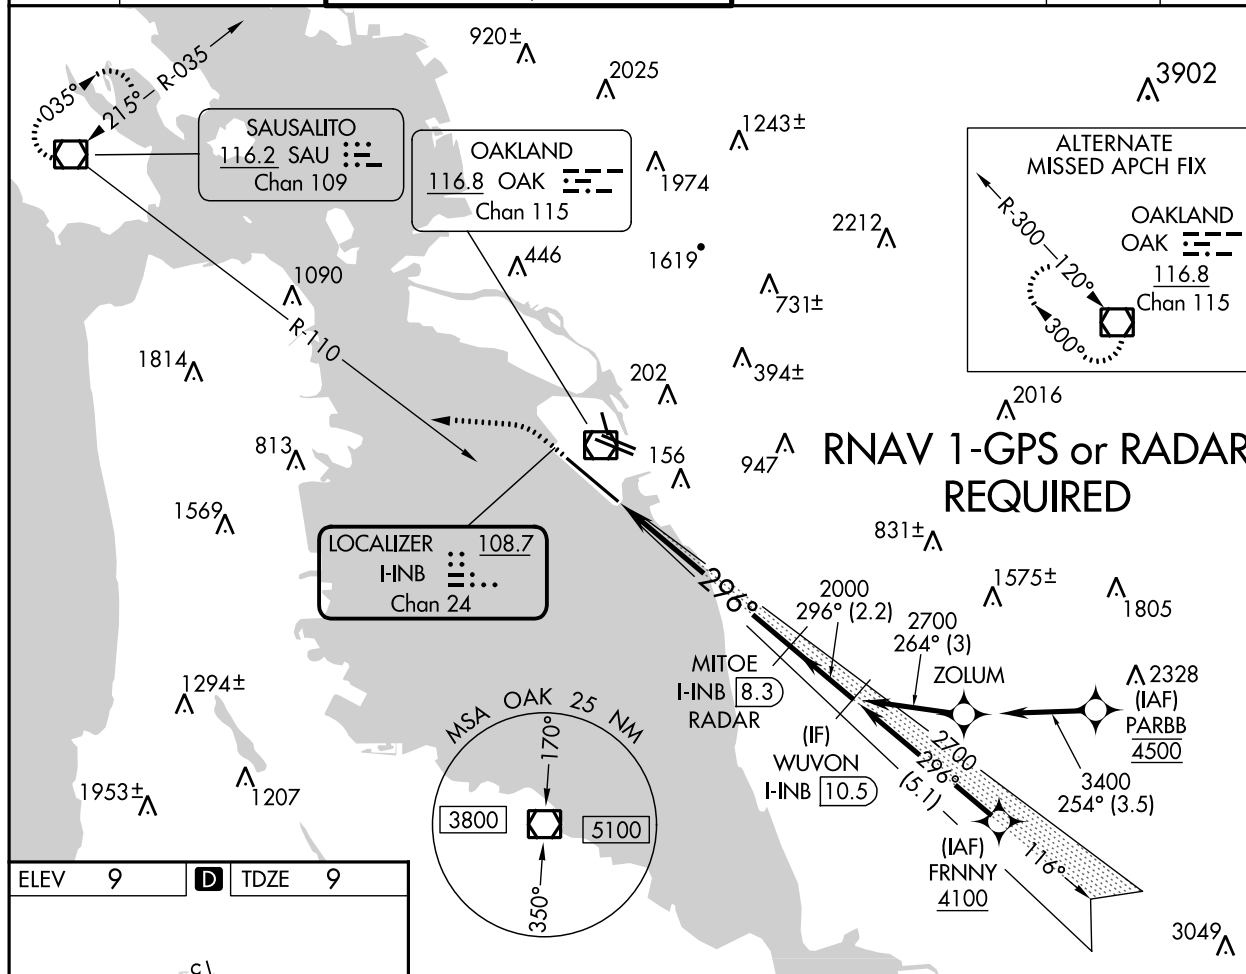 920±
2025
3902
035°
215° R-035
SAUSALITO
116.2 SAU
Chan 109
OAKLAND
116.8 OAK
Chan 115
1243±
1974
ALTERNATE
MISSED APCH FIX
R-300
120°
300°
OAKLAND
OAK
116.8
Chan 115
2212
446
1619
1090
731±
R-110
1814
202
394±
2016
813
156
947
RNAV 1-GPS or RADAR
REQUIRED
1569
LOCALIZER 108.7
I-INB
Chan 24
831±
296°
2000
296° (2.2)
1575±
1805
2700
264° (3)
MITOE
I-INB 8.3
RADAR
ZOLUM
2328
(IAF)
PARBB
4500
1294±
MSA OAK 25 NM
170°
3800
5100
350°
(IF)
WUVON
I-INB 10.5
2700
296°
(5.1)
3400
254° (3.5)
1953±
1207
(IAF)
FRNNY
4100
116°
3049
ELEV 9
D
TDZE 9